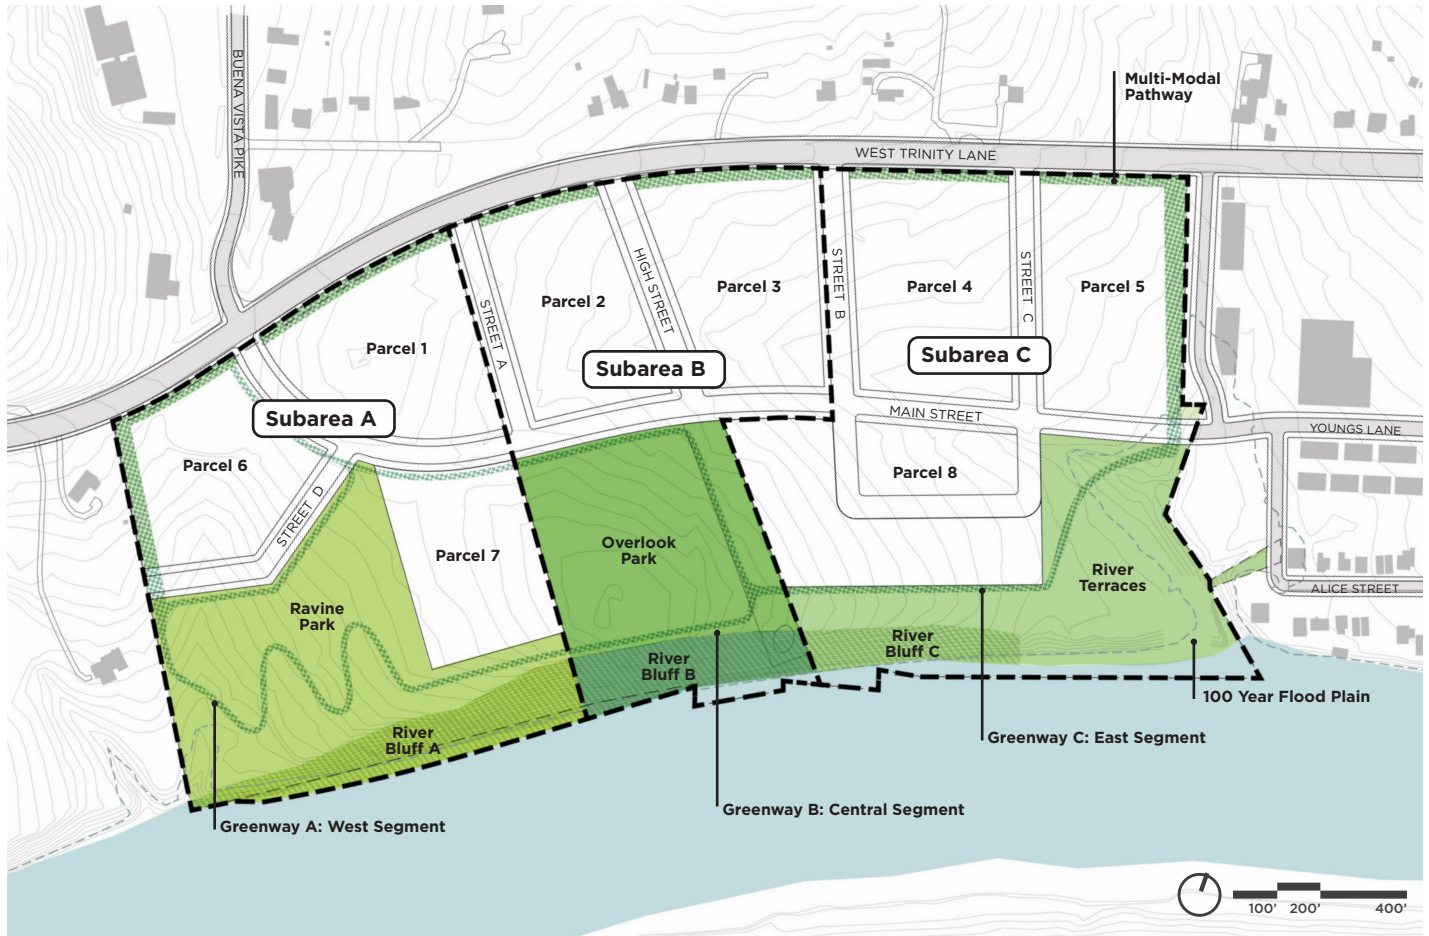 BUENA VISTA PIKE
Multi-Modal
Pathway
WEST TRINITY LANE
Parcel 1
STREET A
Parcel 2
HIGH STREET
Parcel 3
STREET B
Parcel 4
STREET C
Parcel 5
Subarea A
Subarea B
Subarea C
MAIN STREET
YOUNGS LANE
Parcel 6
STREET D
Parcel 7
Parcel 8
Overlook
Park
River
Terraces
ALICE STREET
Ravine
Park
River
Bluff A
River
Bluff B
River
Bluff C
100 Year Flood Plain
Greenway C: East Segment
Greenway B: Central Segment
Greenway A: West Segment
100'
200'
400'